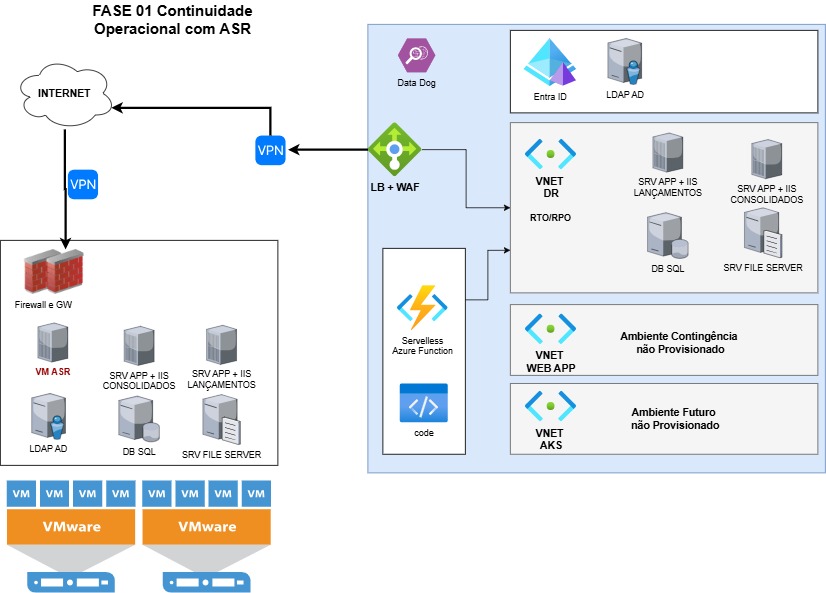 FASE 01 Continuidade
Operacional com ASR
INTERNET
VPN
VPN
Firewall e GW
VM ASR
SRV APP + IIS
CONSOLIDADOS
SRV APP + IIS
LANÇAMENTOS
LDAP AD
DB SQL
SRV FILE SERVER
VM
VM
VM
VM
VM
VM
VM
VM
VMware
VMware
Data Dog
LB + WAF
Servelless
Azure Function
code
Entra ID
LDAP AD
VNET
DR
RTO/RPO
SRV APP + IIS
LANÇAMENTOS
SRV APP + IIS
CONSOLIDADOS
DB SQL
SRV FILE SERVER
VNET
WEB APP
Ambiente Contingência
não Provisionado
VNET
AKS
Ambiente Futuro
não Provisionado